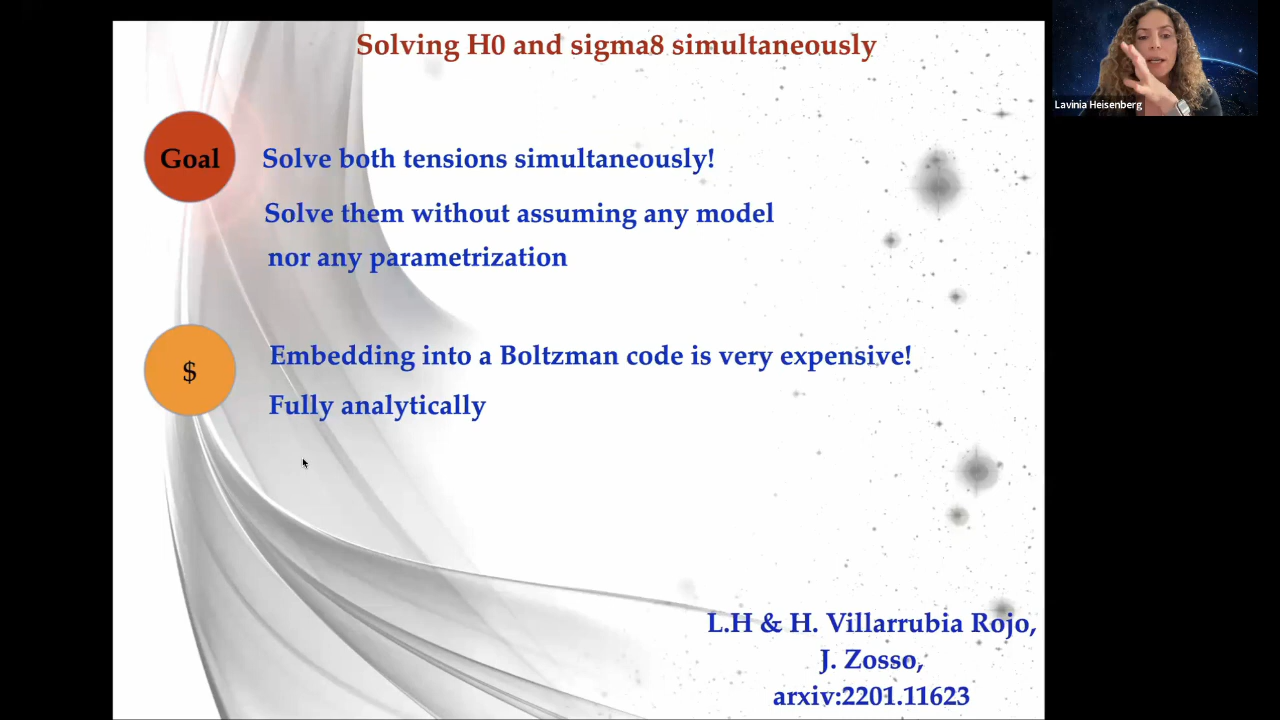 Solving H0 and sigma8 simultaneously
Lavinia Heisenberg
Goal
Solve both tensions simultaneously!
Solve them without assuming any model
nor any parametrization
$
Embedding into a Boltzman code is very expensive!
Fully analytically
L.H & H. Villarrubia Rojo,
J. Zosso,
arxiv:2201.11623